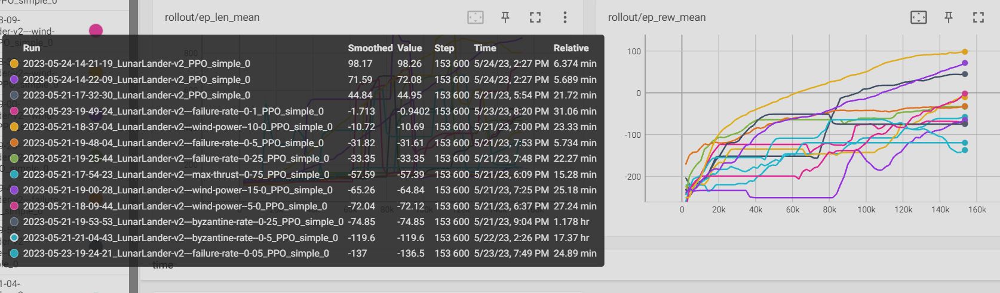 PO_simple_0
3-09-
der-v2---wind-
PO_simple_0
rollout/ep_len_mean
rollout/ep_rew_mean
Run Smoothed Value Step Time Relative
2023-05-24-14-21-19_LunarLander-v2_PPO_simple_0 98.17 98.26 153 600 5/24/23, 2:27 PM 6.374 min
2023-05-24-14-22-09_LunarLander-v2_PPO_simple_0 71.59 72.08 153 600 5/24/23, 2:27 PM 5.689 min
2023-05-21-17-32-30_LunarLander-v2_PPO_simple_0 44.84 44.95 153 600 5/21/23, 5:54 PM 21.72 min
2023-05-23-19-49-24_LunarLander-v2---failure-rate--0-1_PPO_simple_0 -1.713 -0.9402 153 600 5/23/23, 8:20 PM 31.06 min
2023-05-21-18-37-04_LunarLander-v2---wind-power--10-0_PPO_simple_0 -10.72 -10.69 153 600 5/21/23, 7:00 PM 23.33 min
2023-05-21-19-48-04_LunarLander-v2---failure-rate--0-5_PPO_simple_0 -31.82 -31.61 153 600 5/21/23, 7:53 PM 5.734 min
2023-05-21-19-25-44_LunarLander-v2---failure-rate--0-25_PPO_simple_0 -33.35 -33.35 153 600 5/21/23, 7:48 PM 22.27 min
2023-05-21-17-54-23_LunarLander-v2---max-thrust--0-75_PPO_simple_0 -57.59 -57.39 153 600 5/21/23, 6:09 PM 15.28 min
2023-05-21-19-00-28_LunarLander-v2---wind-power--15-0_PPO_simple_0 -65.26 -64.84 153 600 5/21/23, 7:25 PM 25.18 min
2023-05-21-18-09-44_LunarLander-v2---wind-power--5-0_PPO_simple_0 -72.04 -72.12 153 600 5/21/23, 6:37 PM 27.24 min
2023-05-21-19-53-53_LunarLander-v2---byzantine-rate--0-25_PPO_simple_0 -74.85 -74.85 153 600 5/21/23, 9:04 PM 1.178 hr
2023-05-21-21-04-43_LunarLander-v2---byzantine-rate--0-5_PPO_simple_0 -119.6 -119.6 153 600 5/22/23, 2:26 PM 17.37 hr
2023-05-23-19-24-21_LunarLander-v2---failure-rate--0-05_PPO_simple_0 -137 -136.5 153 600 5/23/23, 7:49 PM 24.89 min
100
0
-100
-200
0 20k 40k 60k 80k 100k 120k 140k 160k
time
1-04-